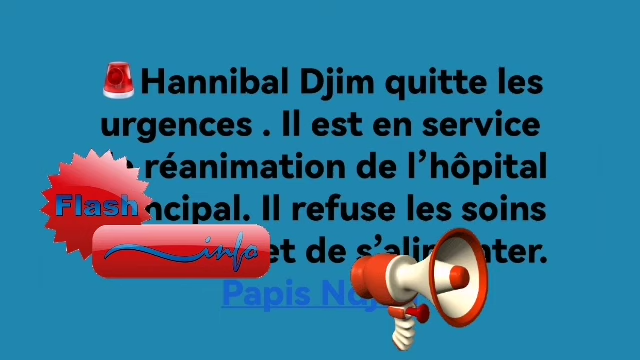 🚨Hannibal Djim quitte les
urgences . Il est en service
réanimation de l'hôpital
Il refuse les soins
et de s'alimenter.
Papis
Flash
info